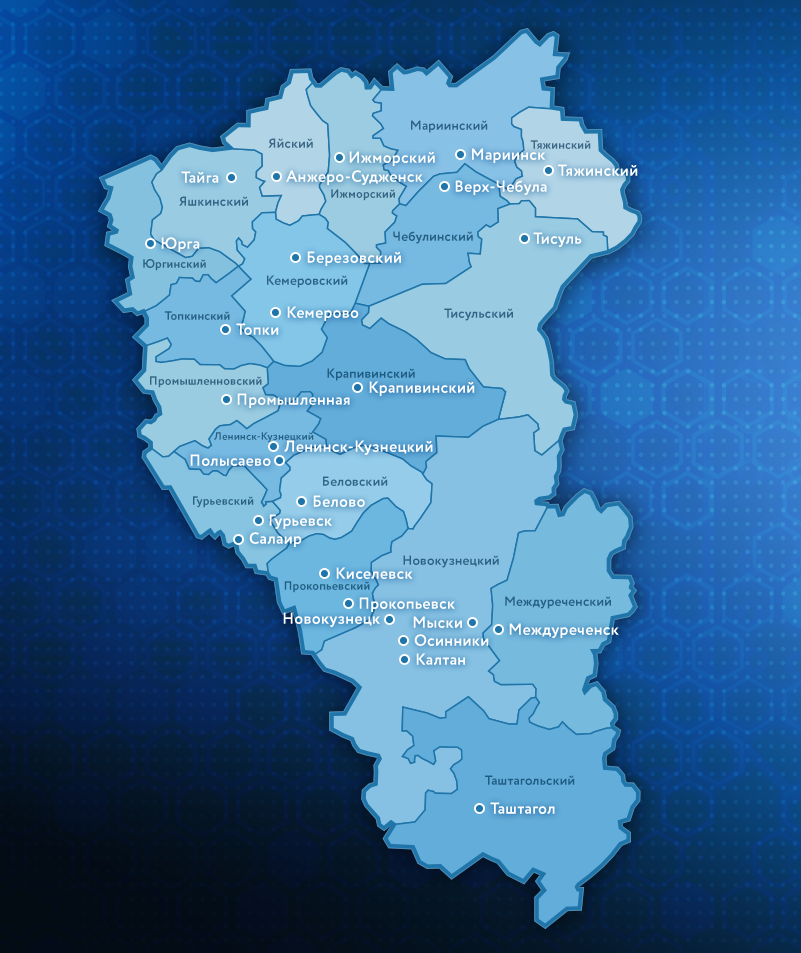 Мариинский
Яйский
Тяжинский
Мариинск
Ижморский
Тяжинский
Анжеро-Судженск
Тайга
Верх-Чебула
Ижморский
Яшкинский
Чебулинский
Тисуль
Юрга
Березовский
Юргинский
Кемеровский
Кемерово
Тисульский
Топкинский
Топки
Крапивинский
Промышленновский
Крапивинский
Промышленная
Ленинск-Кузнецкий
Ленинск-Кузнецкий
Полысаево
Беловский
Гурьевский
Белово
Гурьевск
Салаир
Новокузнецкий
Киселевск
Прокопьевский
Междуреченский
Прокопьевск
Новокузнецк
Мыски
Междуреченск
Осинники
Калтан
Таштагольский
Таштагол